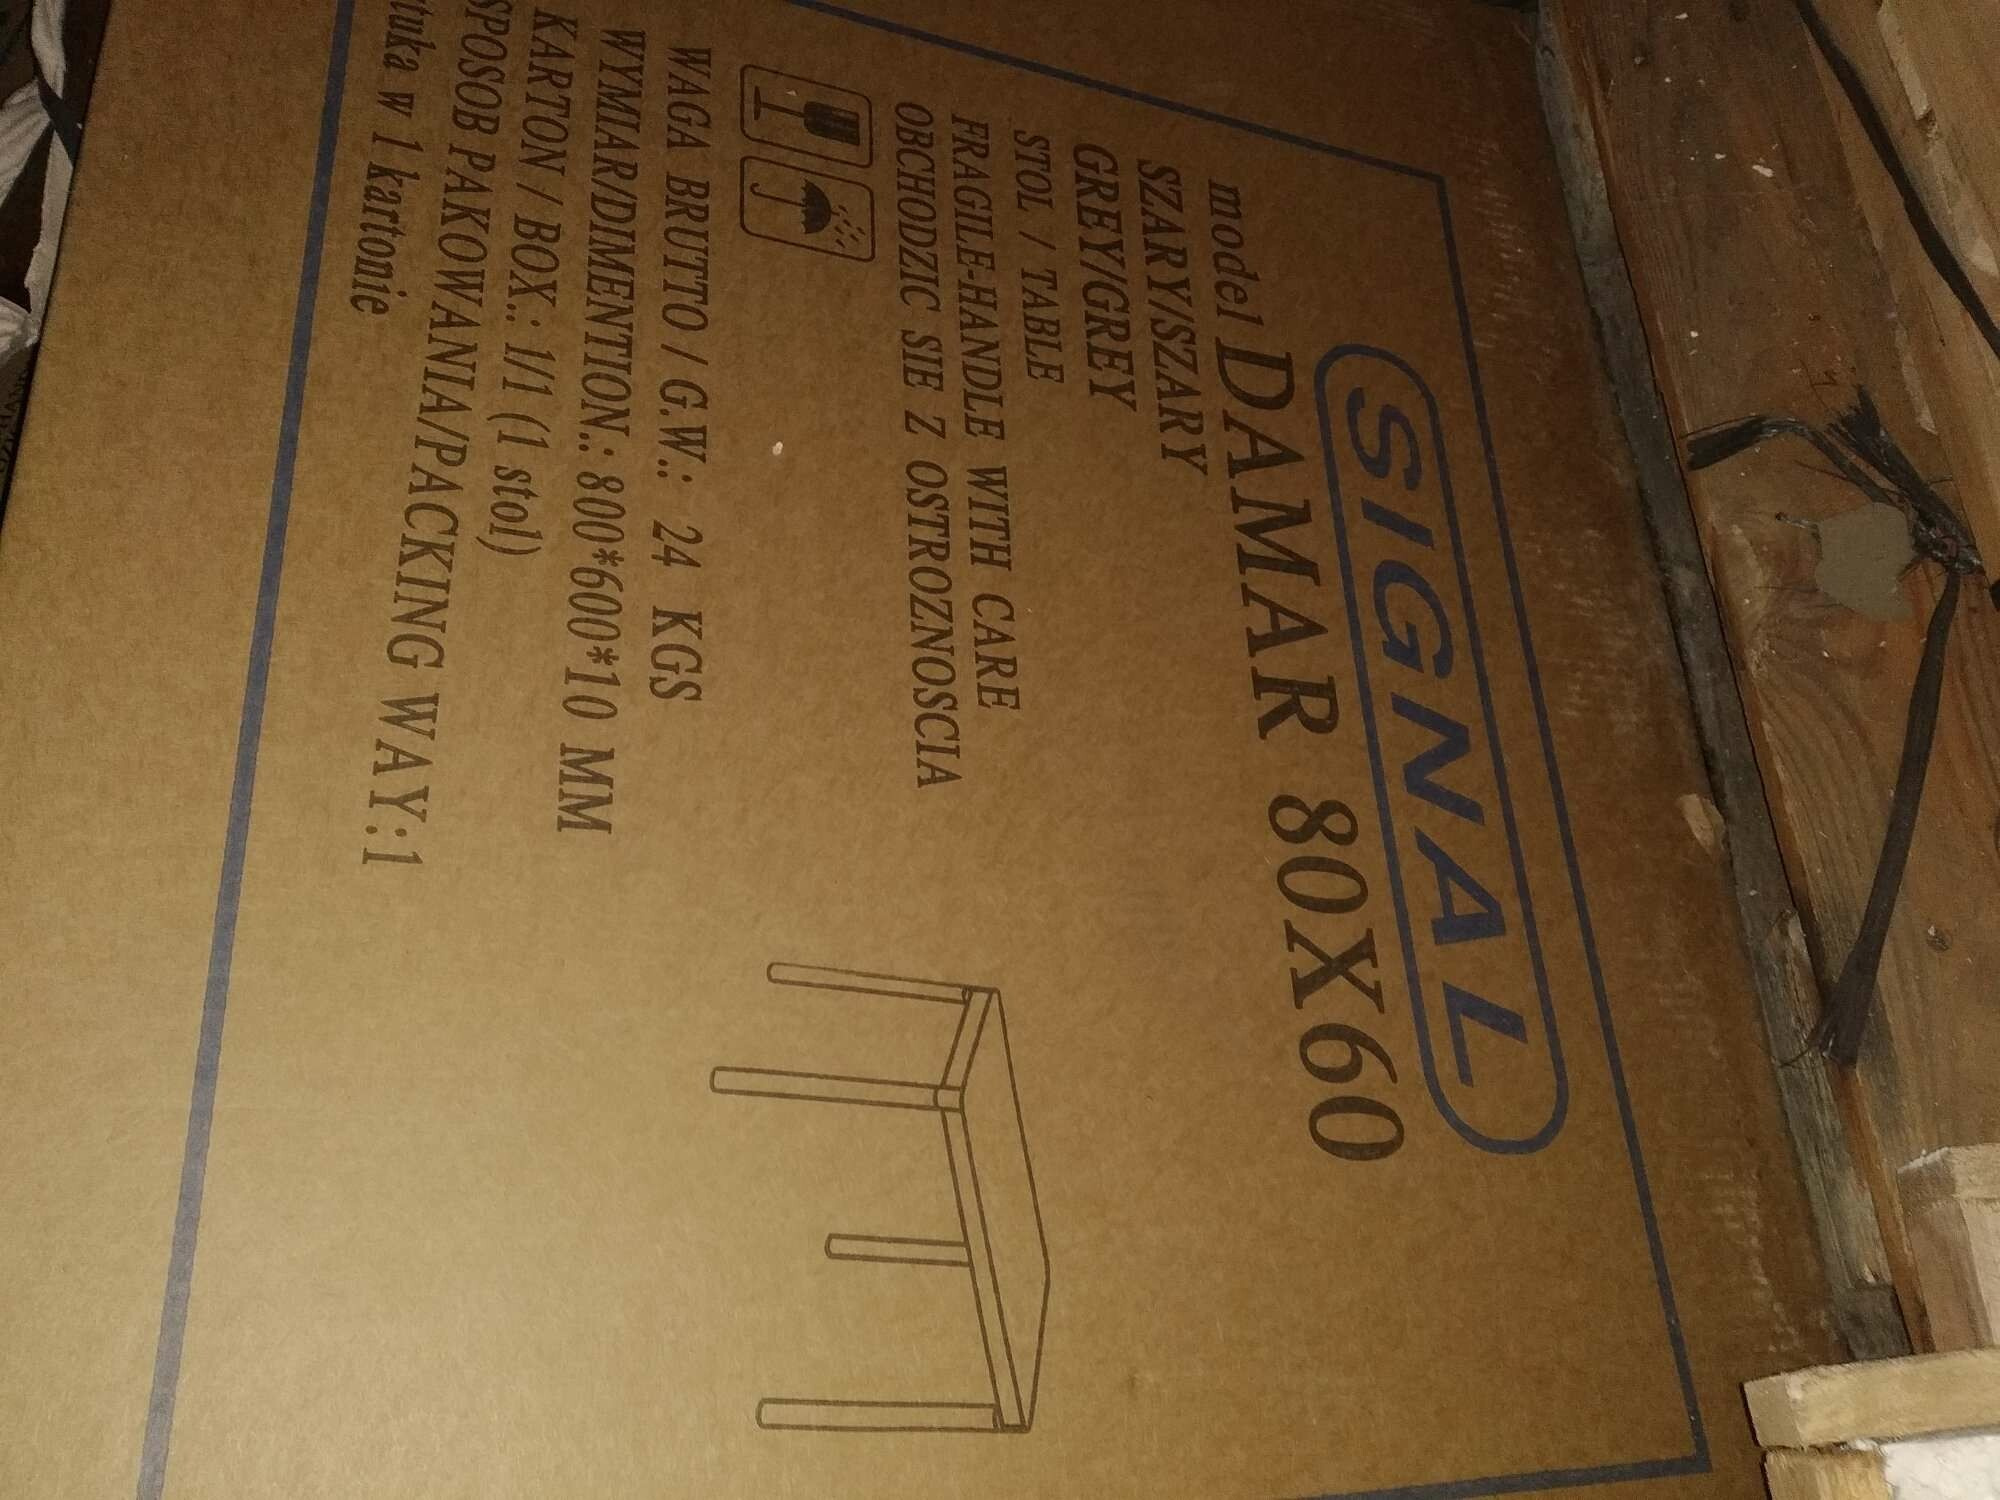 SIGNAL
model DAMAR 80X60
SZARY/SZARY
GREY/GREY
STOL / TABLE
FRAGILE-HANDLE WITH CARE
OBCHODZIC SIE Z OSTROZNOSCIA
WAGA BRUTTO / G.W.: 24 KGS
WYMIAR/DIMENTION.: 800*600*10 MM
KARTON / BOX.: 1/1 (1 stol)
SPOSOB PAKOWANIA/PACKING WAY:1
tuka w 1 kartonie